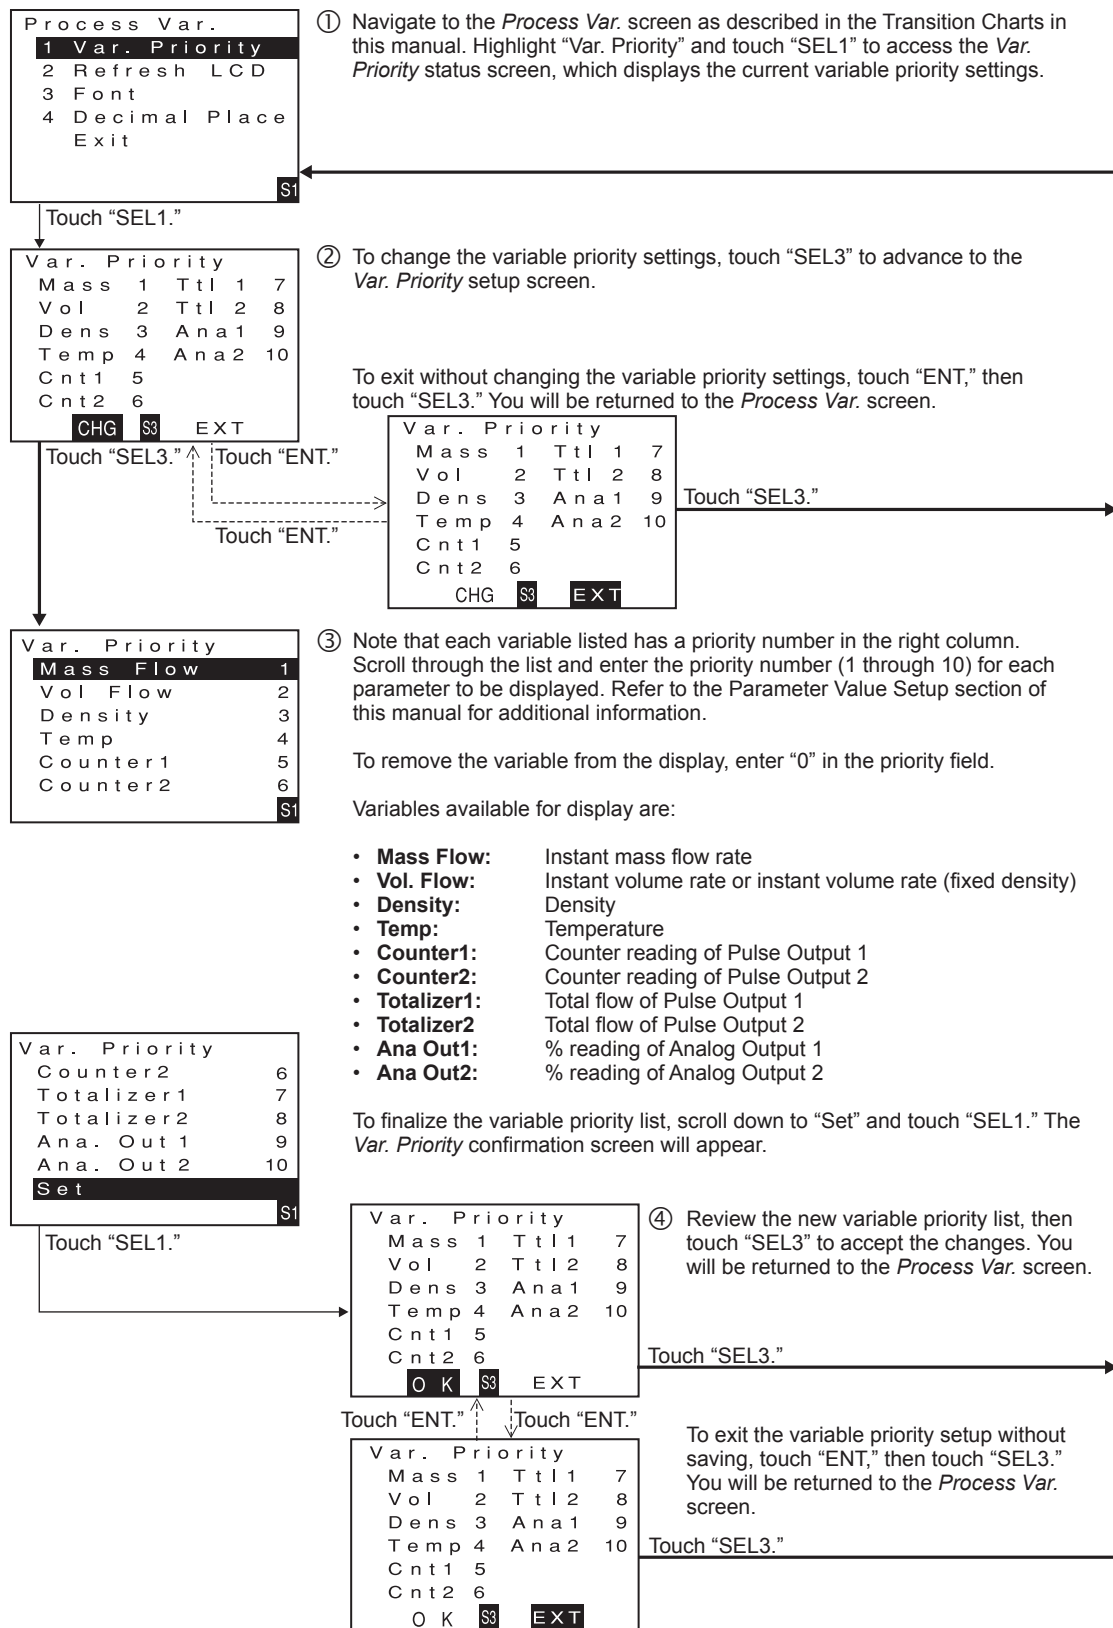 Process Var.
1 Var. Priority
2 Refresh LCD
3 Font
4 Decimal Place
Exit
S1
① Navigate to the Process Var. screen as described in the Transition Charts in
this manual. Highlight “Var. Priority” and touch “SEL1” to access the Var.
Priority status screen, which displays the current variable priority settings.
Touch “SEL1.”
Var. Priority
Mass 1 Ttl 1 7
Vol 2 Ttl 2 8
Dens 3 Ana1 9
Temp 4 Ana2 10
Cnt1 5
Cnt2 6
CHG S3 EXT
② To change the variable priority settings, touch “SEL3” to advance to the
Var. Priority setup screen.
To exit without changing the variable priority settings, touch “ENT,” then
touch “SEL3.” You will be returned to the Process Var. screen.
Touch “SEL3.”
Touch “ENT.”
Touch “ENT.”
Var. Priority
Mass 1 Ttl 1 7
Vol 2 Ttl 2 8
Dens 3 Ana1 9
Temp 4 Ana2 10
Cnt1 5
Cnt2 6
CHG S3 EXT
Touch “SEL3.”
Var. Priority
Mass Flow 1
Vol Flow 2
Density 3
Temp 4
Counter1 5
Counter2 6
S1
③ Note that each variable listed has a priority number in the right column.
Scroll through the list and enter the priority number (1 through 10) for each
parameter to be displayed. Refer to the Parameter Value Setup section of
this manual for additional information.
To remove the variable from the display, enter “0” in the priority field.
Variables available for display are:
• Mass Flow: Instant mass flow rate
• Vol. Flow: Instant volume rate or instant volume rate (fixed density)
• Density: Density
• Temp: Temperature
• Counter1: Counter reading of Pulse Output 1
• Counter2: Counter reading of Pulse Output 2
• Totalizer1: Total flow of Pulse Output 1
• Totalizer2 Total flow of Pulse Output 2
• Ana Out1: % reading of Analog Output 1
• Ana Out2: % reading of Analog Output 2
To finalize the variable priority list, scroll down to “Set” and touch “SEL1.” The
Var. Priority confirmation screen will appear.
Var. Priority
Counter2 6
Totalizer1 7
Totalizer2 8
Ana. Out 1 9
Ana. Out 2 10
Set
S1
Touch “SEL1.”
Var. Priority
Mass 1 Ttl1 7
Vol 2 Ttl2 8
Dens 3 Ana1 9
Temp 4 Ana2 10
Cnt1 5
Cnt2 6
OK S3 EXT
④ Review the new variable priority list, then
touch “SEL3” to accept the changes. You
will be returned to the Process Var. screen.
Touch “SEL3.”
Touch “ENT.” Touch “ENT.”
Var. Priority
Mass 1 Ttl1 7
Vol 2 Ttl2 8
Dens 3 Ana1 9
Temp 4 Ana2 10
Cnt1 5
Cnt2 6
OK S3 EXT
To exit the variable priority setup without
saving, touch “ENT,” then touch “SEL3.”
You will be returned to the Process Var.
screen.
Touch “SEL3.”